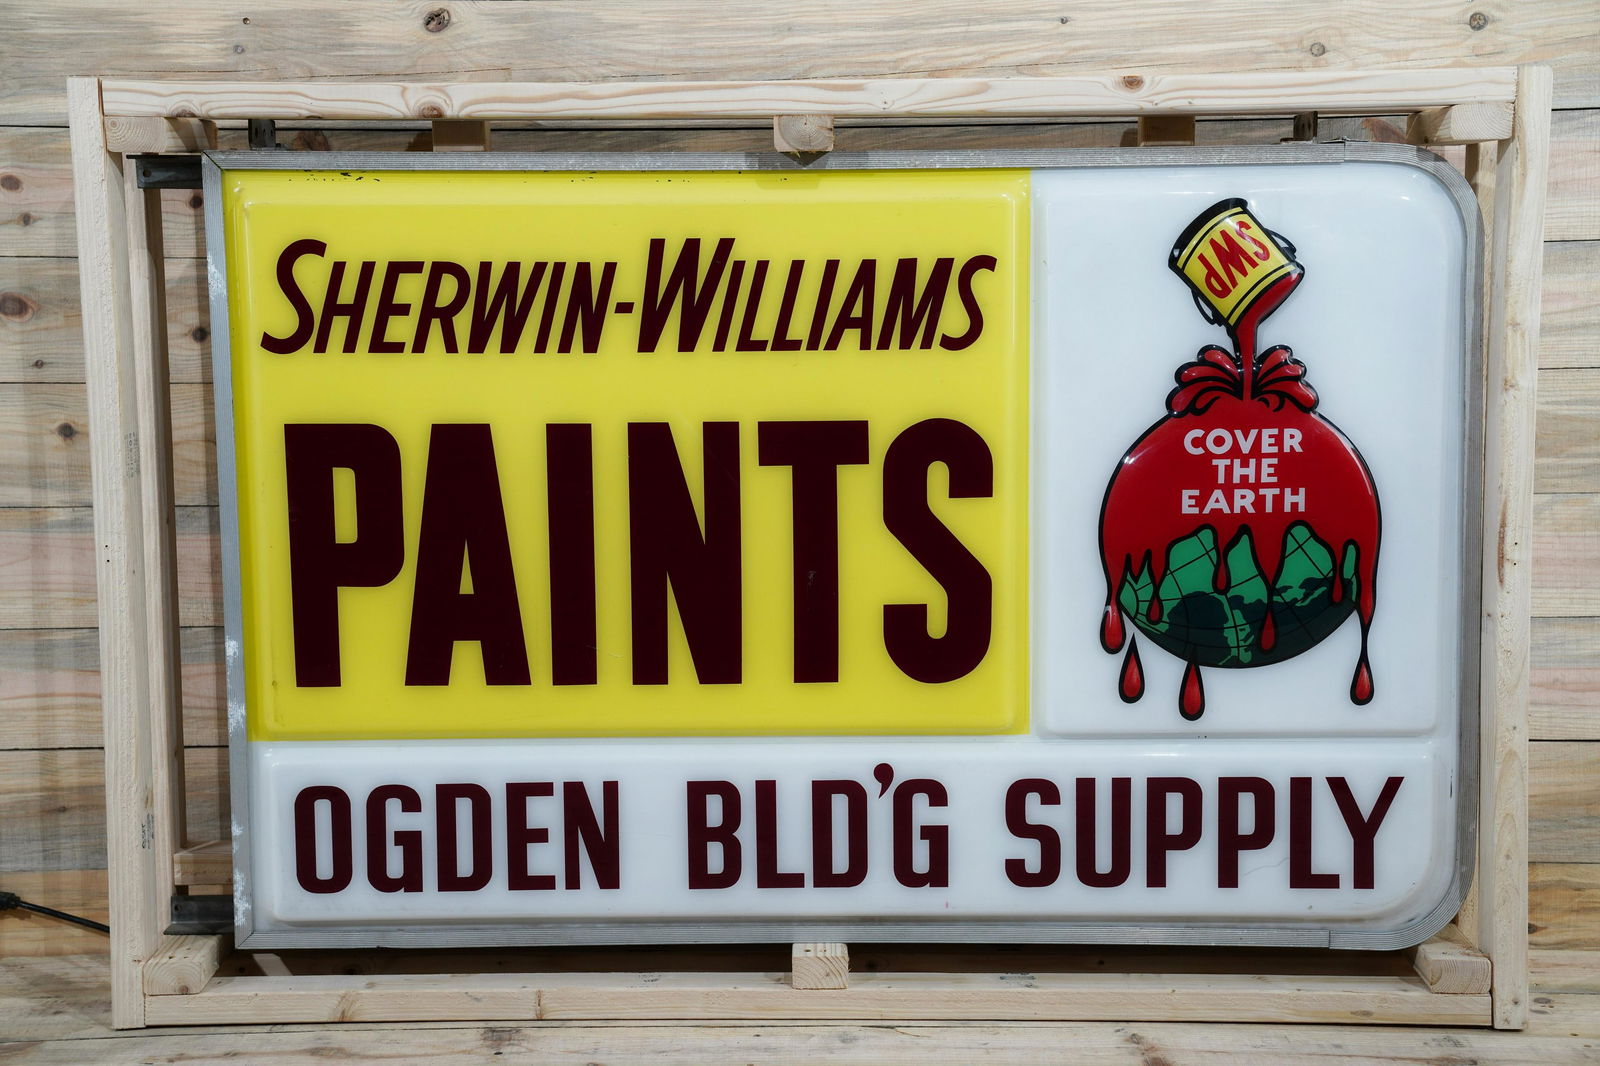 SHERWIN-WILLIAMS
PAINTS
SWP
COVER
THE
EARTH
OGDEN BLD'G SUPPLY